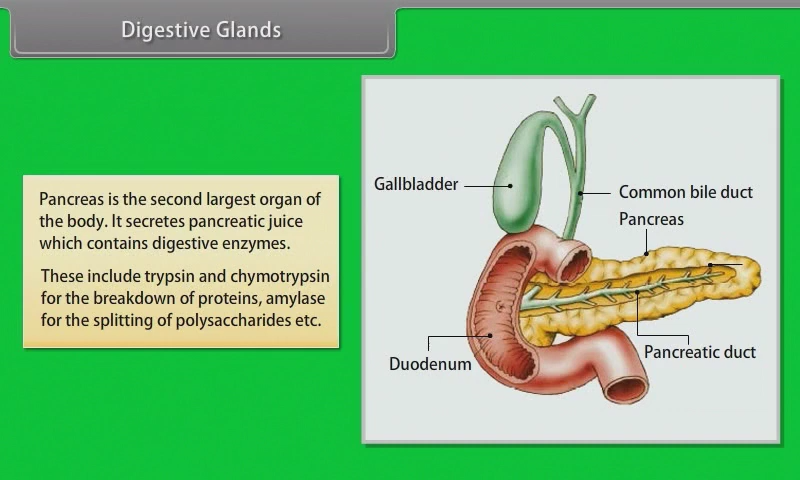 Digestive Glands
Pancreas is the second largest organ of
the body. It secretes pancreatic juice
which contains digestive enzymes.
These include trypsin and chymotrypsin
for the breakdown of proteins, amylase
for the splitting of polysaccharides etc.
Gallbladder
Common bile duct
Pancreas
Pancreatic duct
Duodenum